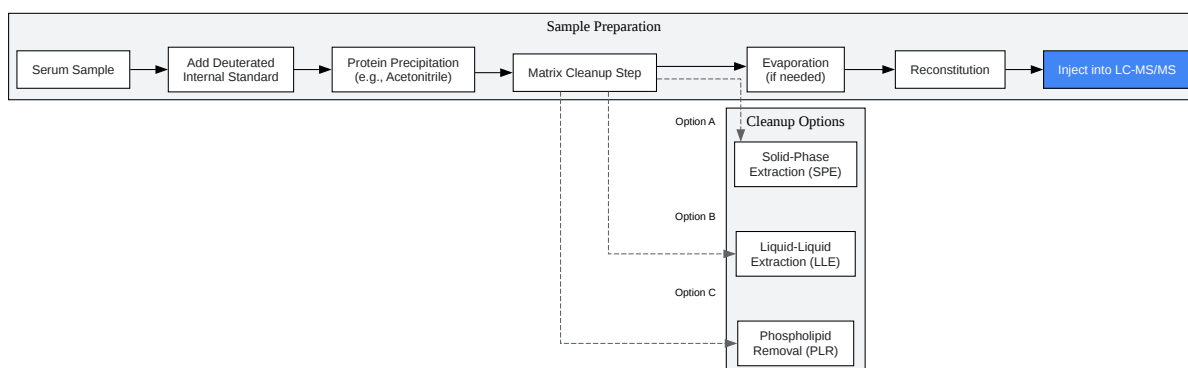 Sample Preparation
Serum Sample
Add Deuterated
Internal Standard
Protein Precipitation
(e.g., Acetonitrile)
Matrix Cleanup Step
Evaporation
(if needed)
Reconstitution
Inject into LC-MS/MS
Option A
Cleanup Options
Solid-Phase
Extraction (SPE)
Option B
Liquid-Liquid
Extraction (LLE)
Option C
Phospholipid
Removal (PLR)